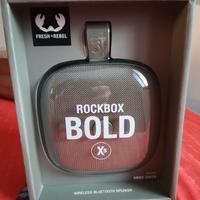 FRESH 'N REBEL
ROCKBOX
BOLD
Xs
WIRELESS BLUETOOTH SPEAKER